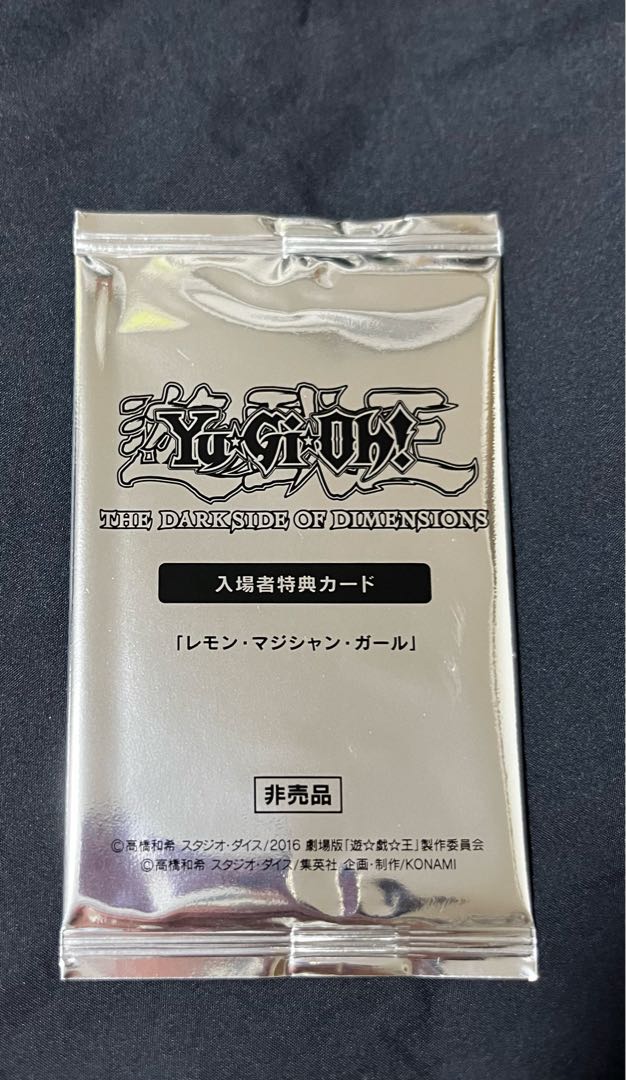 遊戯王
Yu☆Gi☆Oh!
THE DARK SIDE OF DIMENSIONS
入場者特典カード
「レモン・マジシャン・ガール」
非売品
©高橋和希 スタジオ・ダイス/2016 劇場版「遊☆戯☆王」製作委員会
©高橋和希 スタジオ・ダイス/集英社 企画・制作/KONAMI